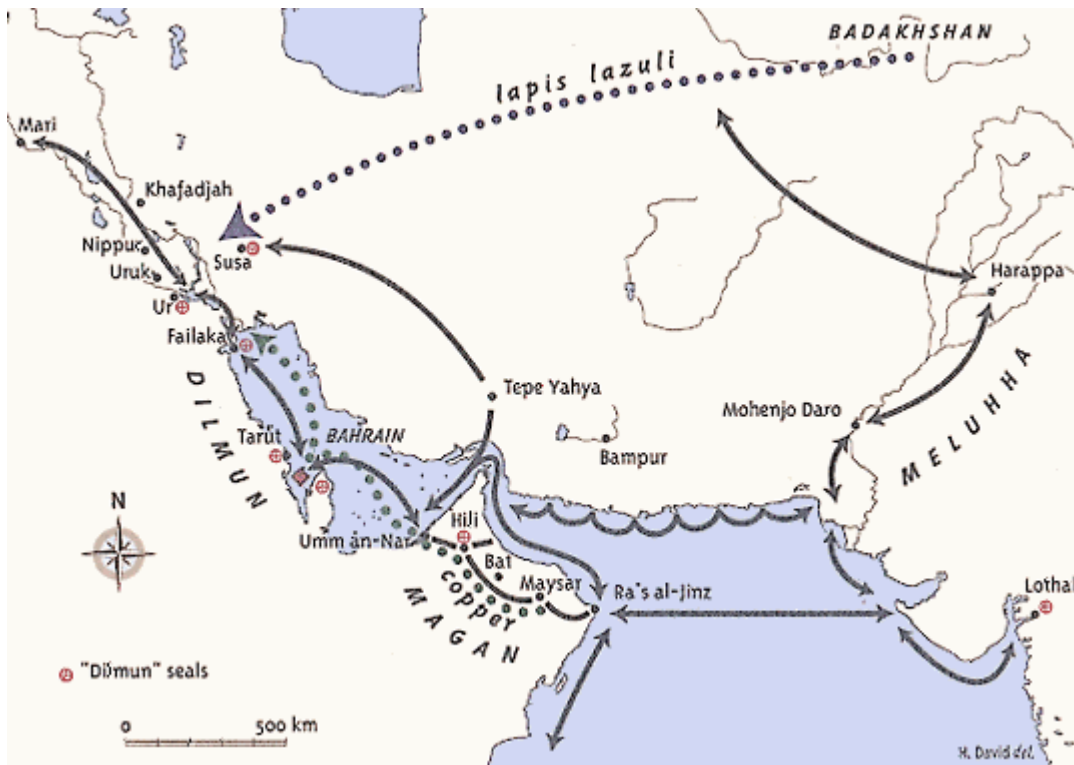 BADAKHSHAN
lapis lazuli
Mari
Khafadjah
Nippur
Susa
Uruk
Harappa
Ur
Failaka
DILMUN
Tepe Yahya
Mohenjo Daro
MELUHHA
Tarut
BAHRAIN
Bampur
N
Umm an-Nar
Hili
Bat
copper
Maysar
MAGAN
Ra's al-Jinz
Lothal
"Dilmun" seals
0 500 km
H. David del.